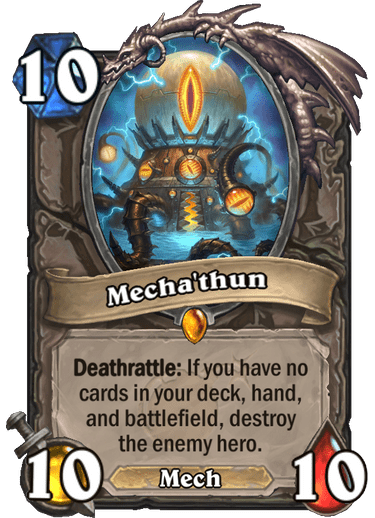 10
Mecha'thun
Deathrattle: If you have no
cards in your deck, hand,
and battlefield, destroy
the enemy hero.
10
Mech
10